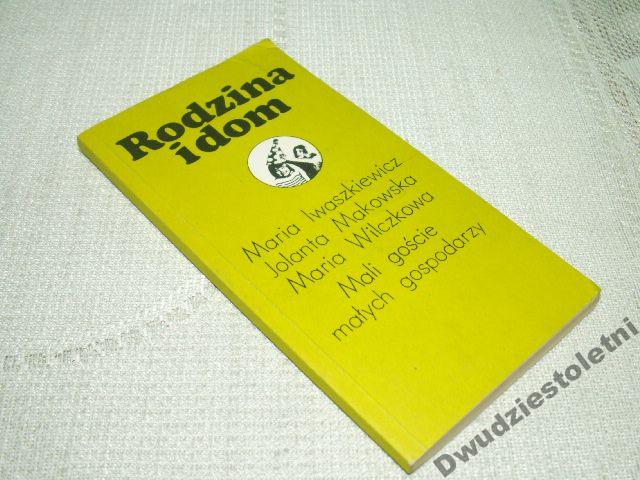 Rodzina
i dom
Maria Iwaszkiewicz
Jolanta Makowska
Maria Wilczkowa
Mali goście
małych gospodarzy
Dwudziestoletni